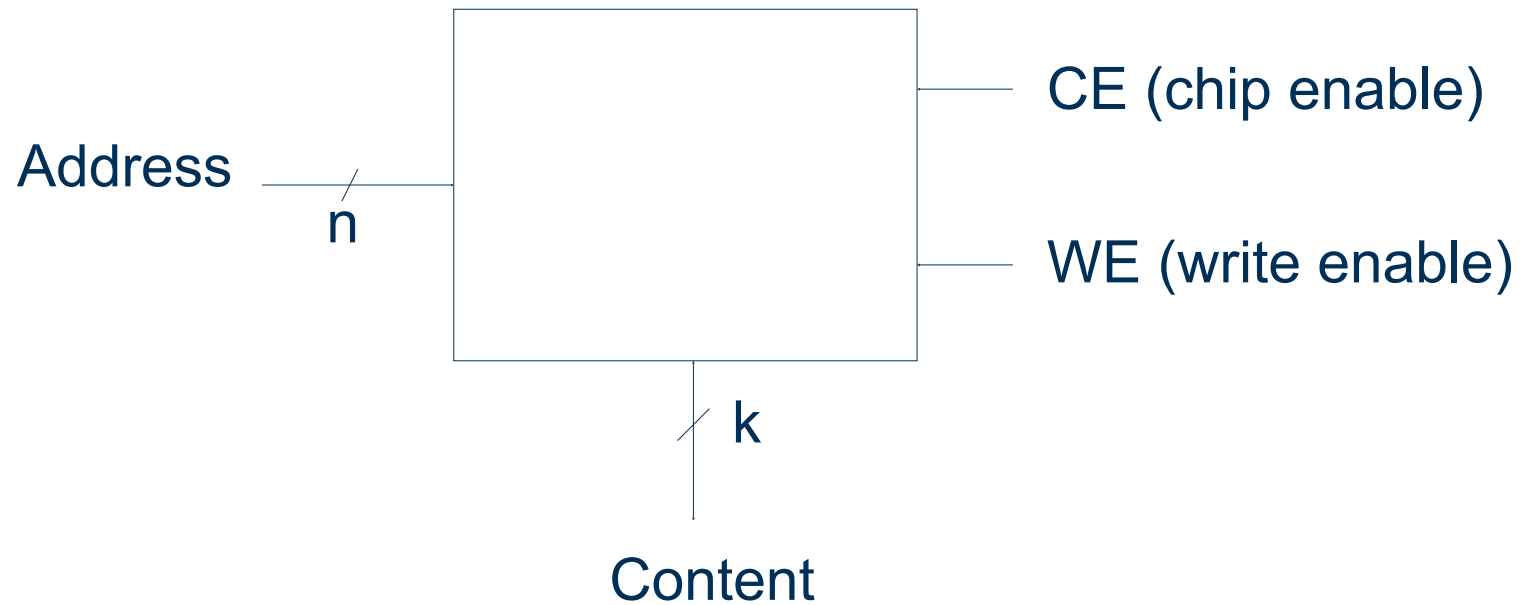 CE (chip enable)
Address
n
WE (write enable)
k
Content